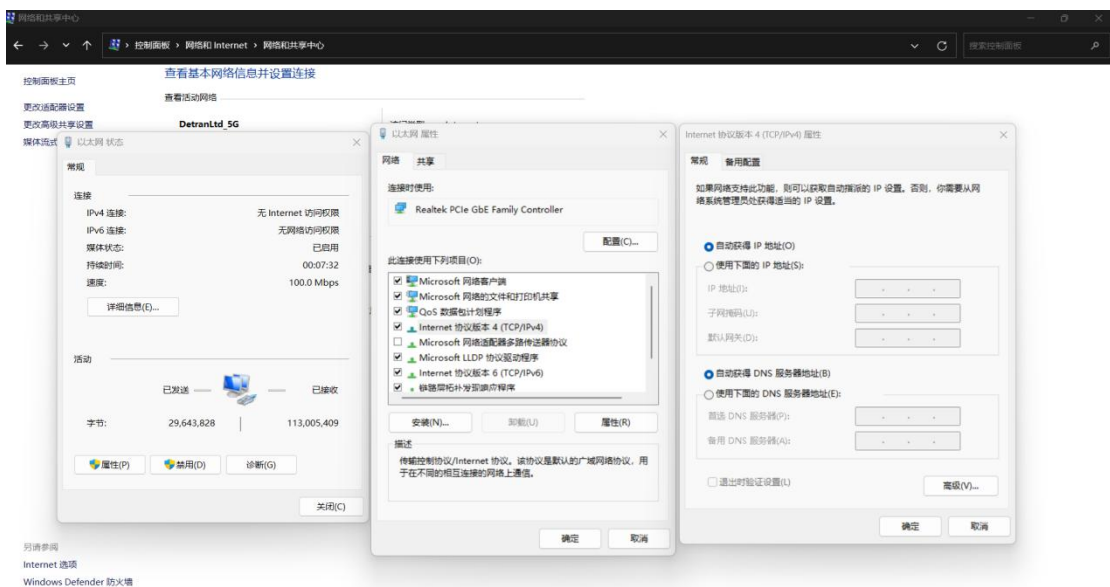 网络和共享中心
控制面板 › 网络和 Internet › 网络和共享中心
搜索控制面板
控制面板主页
更改适配器设置
更改高级共享设置
媒体流式
查看基本网络信息并设置连接
查看活动网络
DetranLtd_5G
以太网 状态
常规
连接
IPv4 连接: 无 Internet 访问权限
IPv6 连接: 无网络访问权限
媒体状态: 已启用
持续时间: 00:07:32
速度: 100.0 Mbps
详细信息(E)...
活动
已发送 — — 已接收
字节: 29,643,828 113,005,409
属性(P) 禁用(D) 诊断(G)
关闭(C)
以太网 属性
网络 共享
连接时使用:
Realtek PCIe GbE Family Controller
配置(C)...
此连接使用下列项目(O):
Microsoft 网络客户端
Microsoft 网络的文件和打印机共享
QoS 数据包计划程序
Internet 协议版本 4 (TCP/IPv4)
Microsoft 网络适配器多路传送器协议
Microsoft LLDP 协议驱动程序
Internet 协议版本 6 (TCP/IPv6)
链路层拓扑发现响应程序
安装(N)... 卸载(U) 属性(R)
描述
传输控制协议/Internet 协议。该协议是默认的广域网络协议，用
于在不同的相互连接的网络上通信。
确定 取消
Internet 协议版本 4 (TCP/IPv4) 属性
常规 备用配置
如果网络支持此功能，则可以获取自动指派的 IP 设置。否则，你需要从网
络系统管理员处获得适当的 IP 设置。
自动获得 IP 地址(O)
使用下面的 IP 地址(S):
IP 地址(I):
子网掩码(U):
默认网关(D):
自动获得 DNS 服务器地址(B)
使用下面的 DNS 服务器地址(E):
首选 DNS 服务器(P):
备用 DNS 服务器(A):
退出时验证设置(L)
高级(V)...
确定 取消
另请参阅
Internet 选项
Windows Defender 防火墙